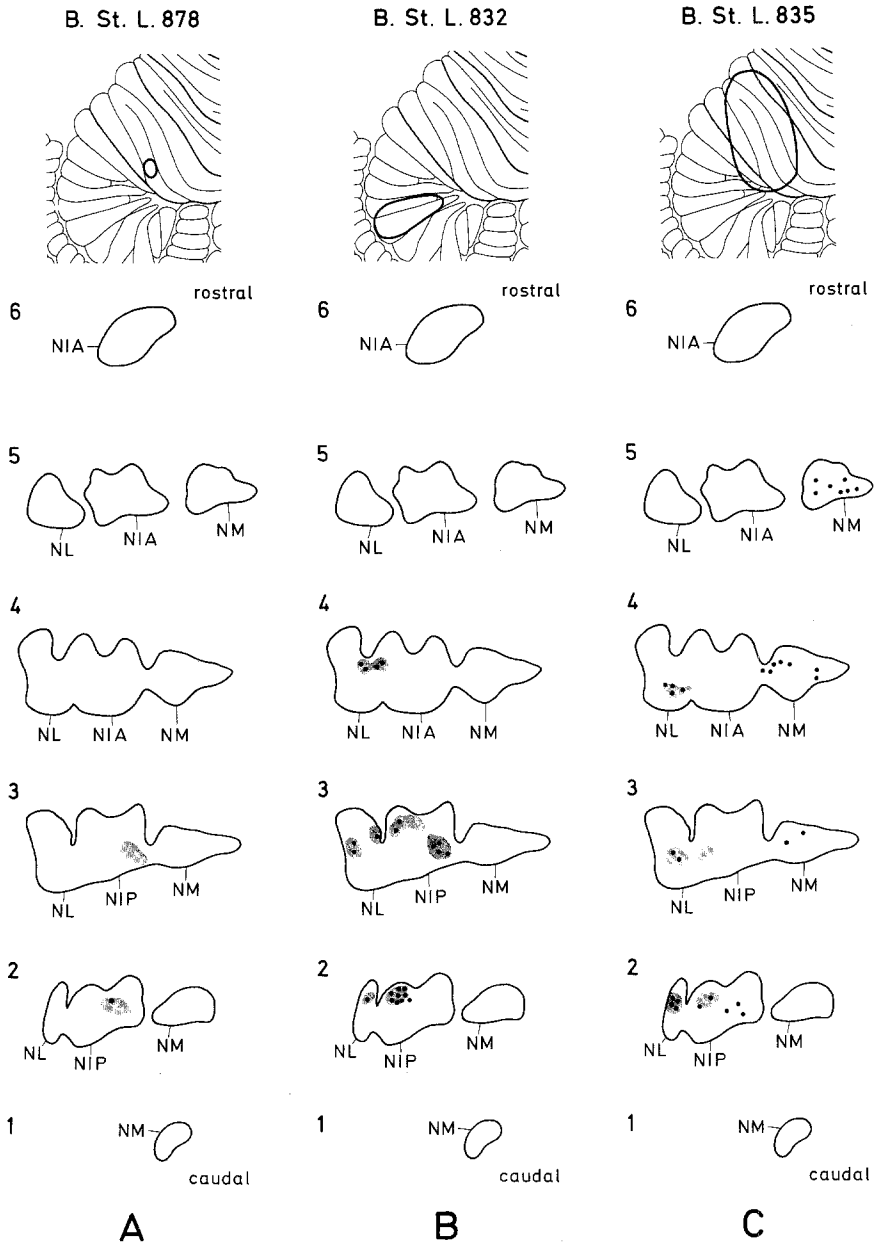 B. St. L. 878
B. St. L. 832
B. St. L. 835
rostral
rostral
rostral
6
6
6
NIA
NIA
NIA
5
5
5
NL NIA NM
NL NIA NM
NL NIA NM
4
4
4
NL NIA NM
NL NIA NM
NL NIA NM
3
3
3
NL NIP NM
NL NIP NM
NL NIP NM
2
2
2
NL NIP NM
NL NIP NM
NL NIP NM
1
1
1
NM
NM
NM
caudal
caudal
caudal
A
B
C